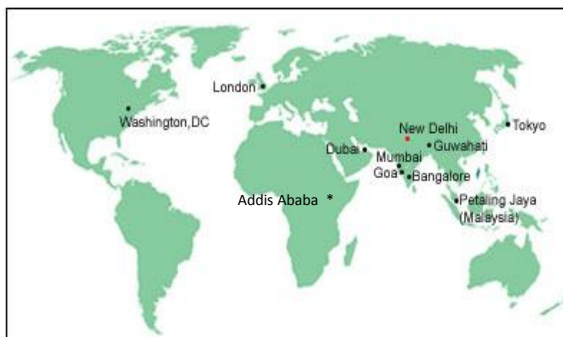 London
Washington,DC
New Delhi
Tokyo
Dubai
Guwahati
Mumbai
Goa
Bangalore
Addis Ababa *
Petaling Jaya
(Malaysia)